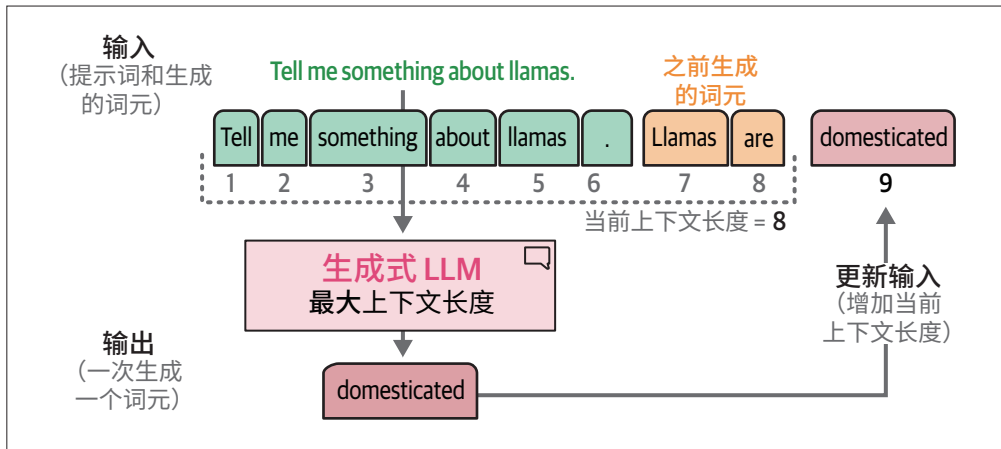 输入
（提示词和生成
的词元）
Tell me something about llamas.
之前生成
的词元
Tell me something about llamas . Llamas are domesticated
1 2 3 4 5 6 7 8 9
当前上下文长度 = 8
生成式 LLM
最大上下文长度
更新输入
（增加当前
上下文长度）
输出
（一次生成
一个词元）
domesticated